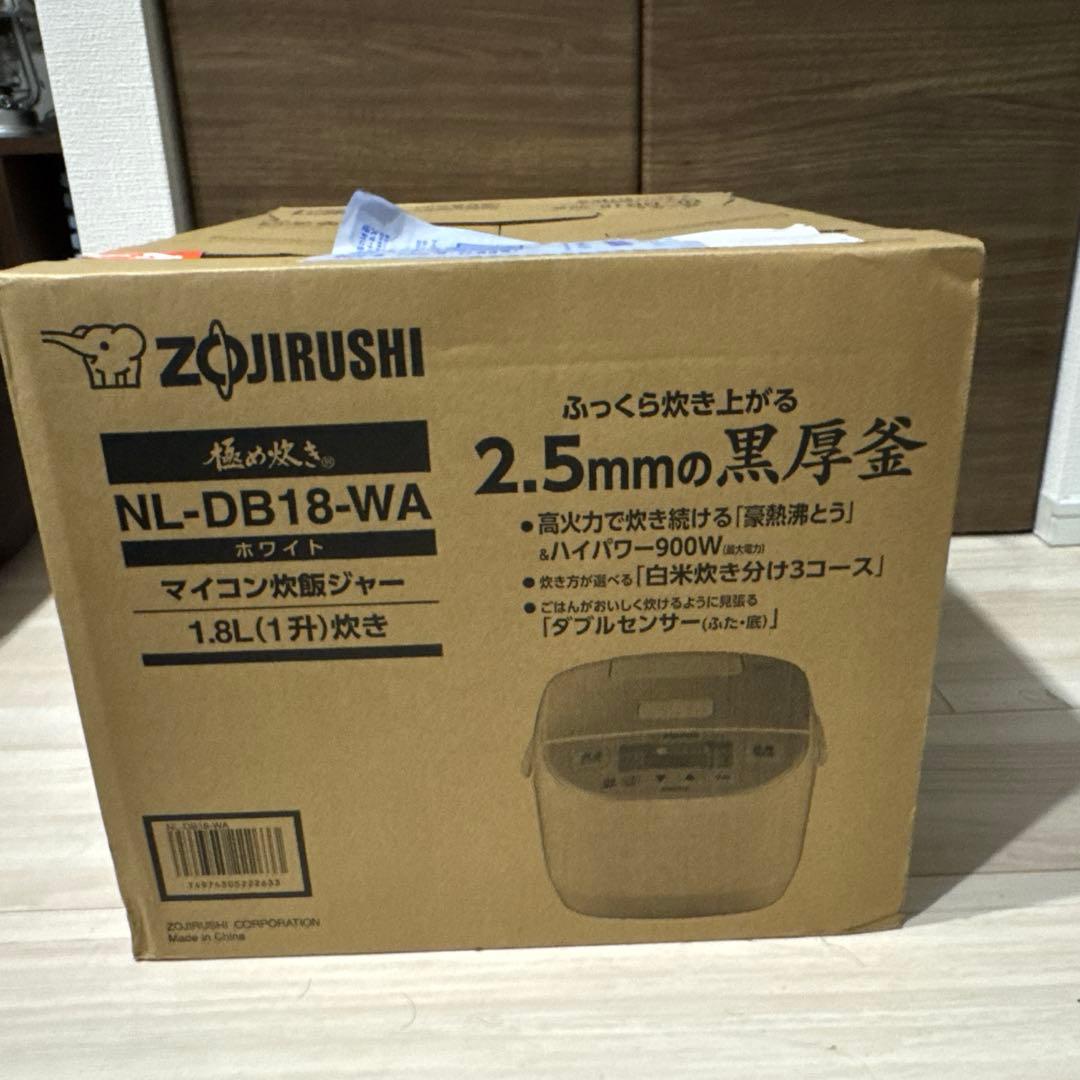 ZOJIRUSHI
極め炊き®
NL-DB18-WA
ホワイト
マイコン炊飯ジャー
1.8L(1升)炊き
ふっくら炊き上がる
2.5mmの黒厚釜
●高火力で炊き続ける「豪熱沸とう」
&ハイパワー900W(最大電力)
●炊き方が選べる「白米炊き分け3コース」
●ごはんがおいしく炊けるように見張る
「ダブルセンサー(ふた・底)」
NL-DB18-WA
ZOJIRUSHI CORPORATION
Made in China